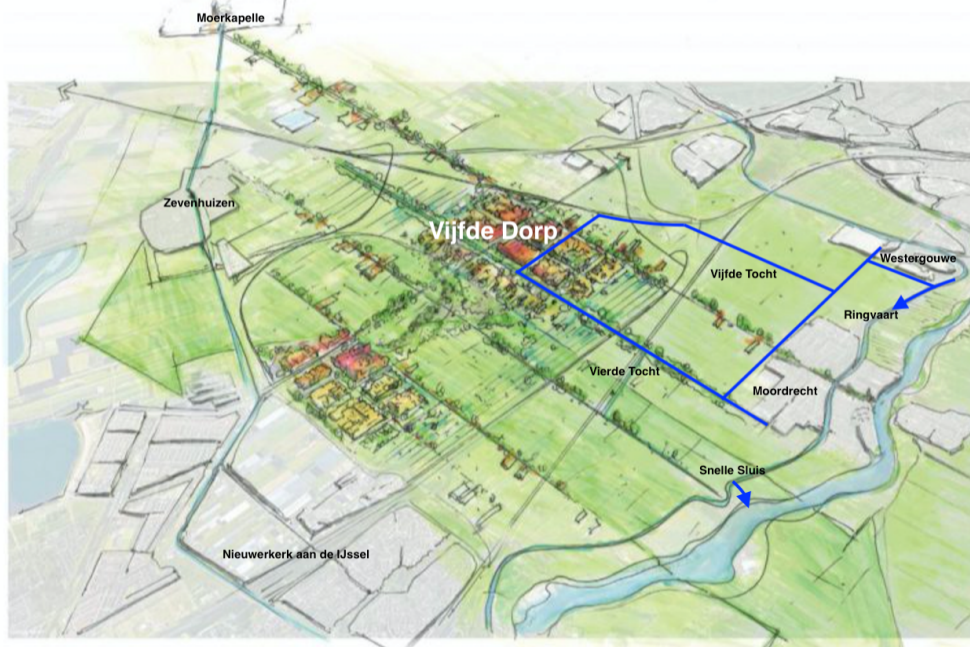 Moerkapelle
Zevenhuizen
Vijfde Dorp
Westergouwe
Vijfde Tocht
Ringvaart
Vierde Tocht
Moordrecht
Snelle Sluis
Nieuwerkerk aan de IJssel